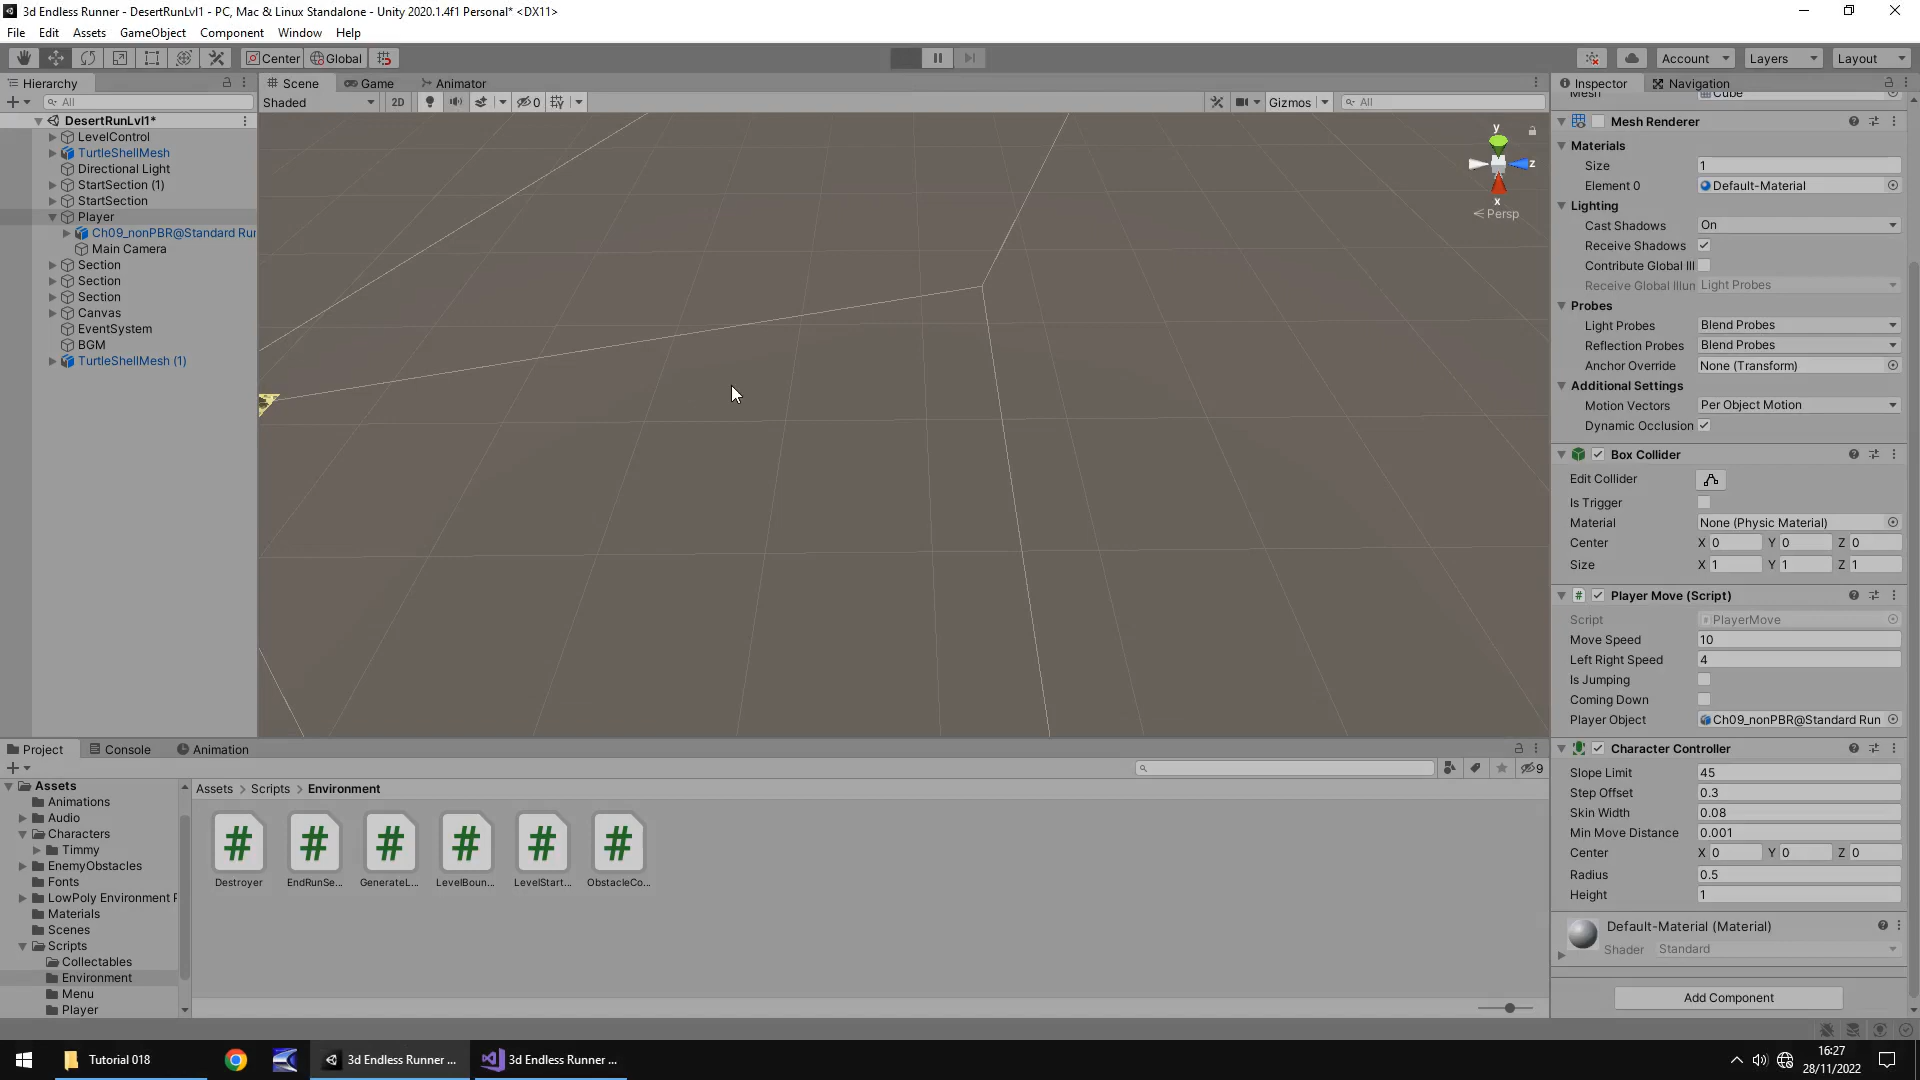 3d Endless Runner - DesertRunLvl1 - PC, Mac & Linux Standalone - Unity 2020.1.4f1 Personal* <DX11>
File Edit Assets GameObject Component Window Help
Center Global Account Layers Layout
Hierarchy
All
DesertRunLvl1*
LevelControl
TurtleShellMesh
Directional Light
StartSection (1)
StartSection
Player
Ch09_nonPBR@Standard Run
Main Camera
Section
Section
Section
Canvas
EventSystem
BGM
TurtleShellMesh (1)
Scene Game Animator
Shaded 2D 0 Gizmos All
y
z
x
Persp
Inspector Navigation
Mesh Cube
Mesh Renderer
Materials
Size 1
Element 0 Default-Material
Lighting
Cast Shadows On
Receive Shadows
Contribute Global Ill
Receive Global Illun Light Probes
Probes
Light Probes Blend Probes
Reflection Probes Blend Probes
Anchor Override None (Transform)
Additional Settings
Motion Vectors Per Object Motion
Dynamic Occlusion
Box Collider
Edit Collider
Is Trigger
Material None (Physic Material)
Center X 0 Y 0 Z 0
Size X 1 Y 1 Z 1
# Player Move (Script)
Script PlayerMove
Move Speed 10
Left Right Speed 4
Is Jumping
Coming Down
Player Object Ch09_nonPBR@Standard Run
Character Controller
Slope Limit 45
Step Offset 0.3
Skin Width 0.08
Min Move Distance 0.001
Center X 0 Y 0 Z 0
Radius 0.5
Height 1
Default-Material (Material)
Shader Standard
Add Component
Project Console Animation
9
Assets
Animations
Audio
Characters
Timmy
EnemyObstacles
Fonts
LowPoly Environment P
Materials
Scenes
Scripts
Collectables
Environment
Menu
Player
Assets > Scripts > Environment
# # # # # #
Destroyer EndRunSe... GenerateL... LevelBoun... LevelStart... ObstacleCo...
Tutorial 018 3d Endless Runner ... 3d Endless Runner ...
16:27
28/11/2022